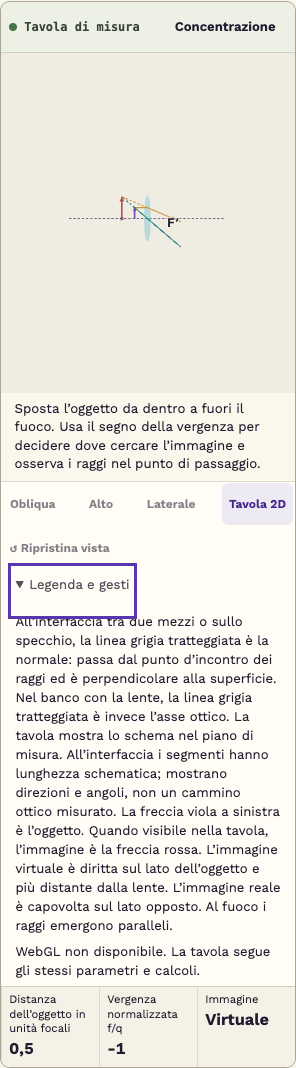 Tavola di misura
Concentrazione
F′
Sposta l’oggetto da dentro a fuori il
fuoco. Usa il segno della vergenza per
decidere dove cercare l’immagine e
osserva i raggi nel punto di passaggio.
Obliqua Alto Laterale Tavola 2D
↺ Ripristina vista
▼ Legenda e gesti
All’interfaccia tra due mezzi o sullo
specchio, la linea grigia tratteggiata è la
normale: passa dal punto d’incontro dei
raggi ed è perpendicolare alla superficie.
Nel banco con la lente, la linea grigia
tratteggiata è invece l’asse ottico. La
tavola mostra lo schema nel piano di
misura. All’interfaccia i segmenti hanno
lunghezza schematica; mostrano
direzioni e angoli, non un cammino
ottico misurato. La freccia viola a sinistra
è l’oggetto. Quando visibile nella tavola,
l’immagine è la freccia rossa. L’immagine
virtuale è diritta sul lato dell’oggetto e
più distante dalla lente. L’immagine reale
è capovolta sul lato opposto. Al fuoco i
raggi emergono paralleli.
WebGL non disponibile. La tavola segue
gli stessi parametri e calcoli.
Distanza
dell’oggetto in
unità focali
0,5
Vergenza
normalizzata
f/q
-1
Immagine
Virtuale